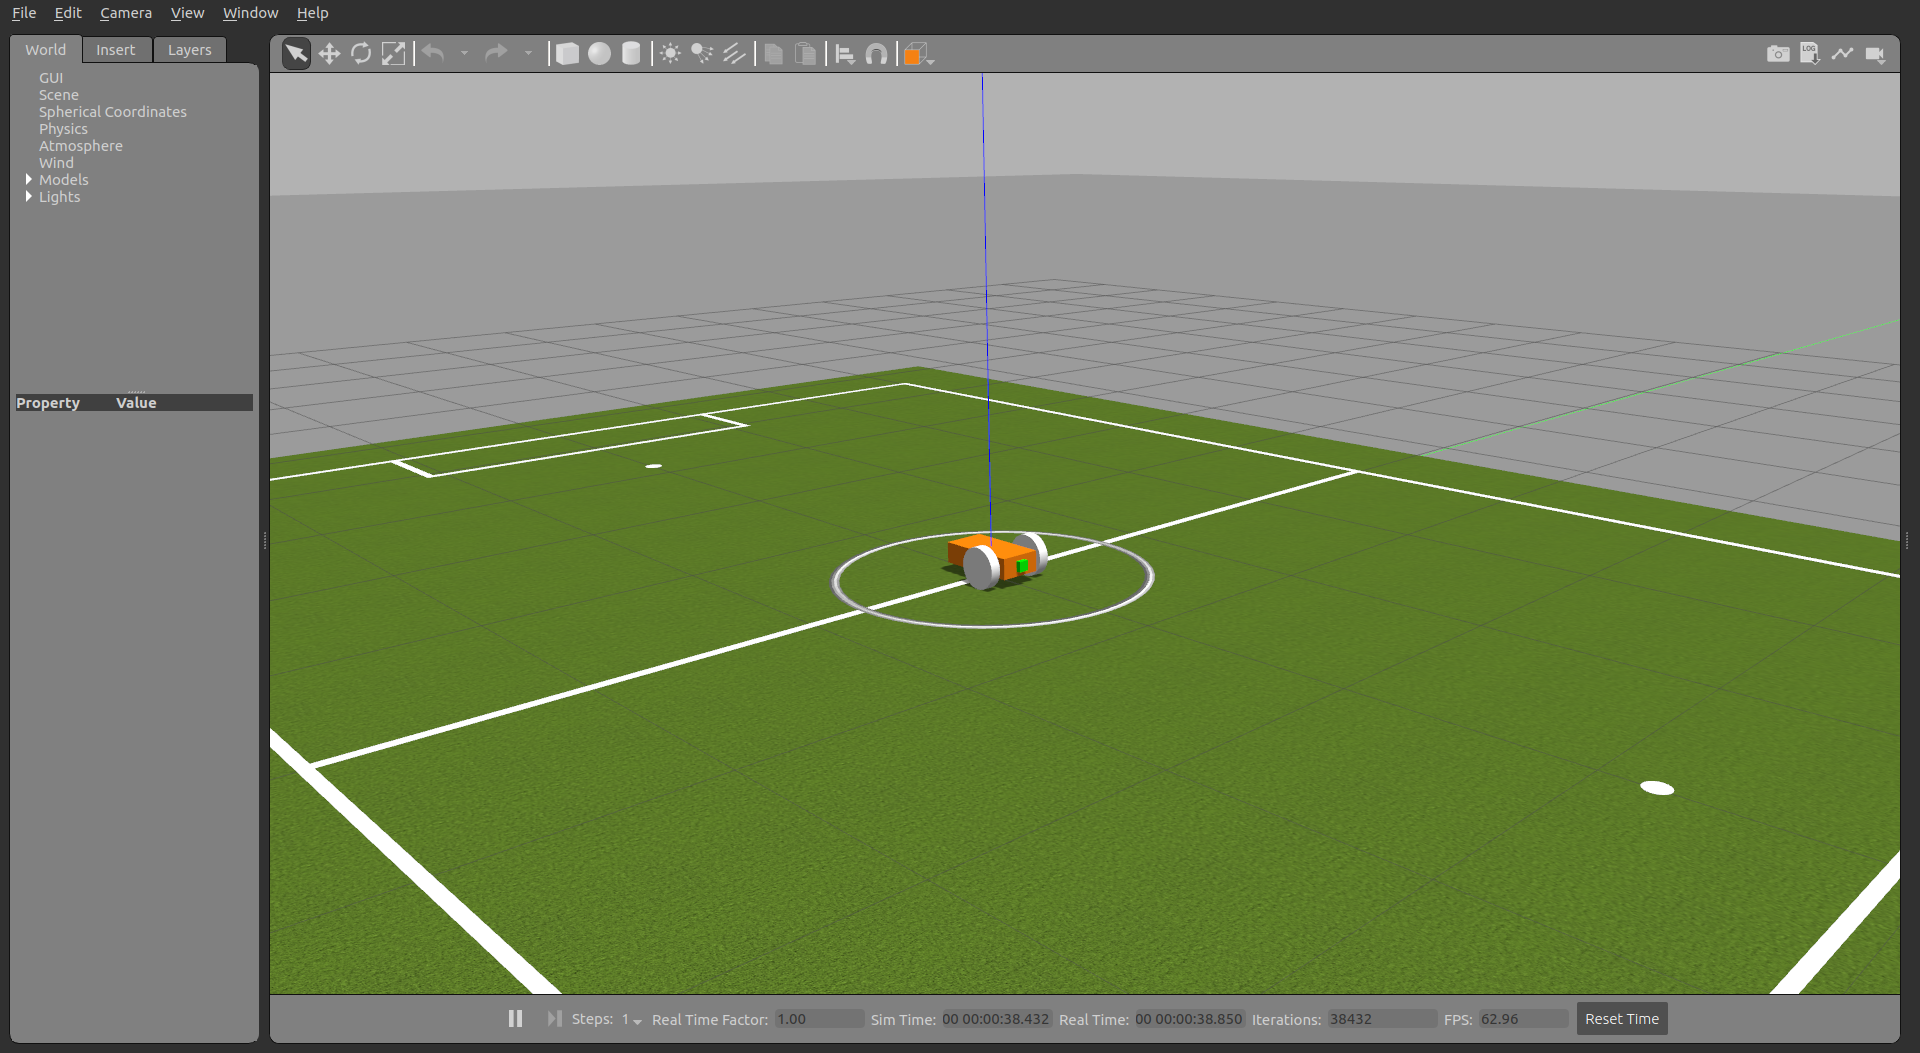 File Edit Camera View Window Help
World Insert Layers
LOG
GUI
Scene
Spherical Coordinates
Physics
Atmosphere
Wind
Models
Lights
Property Value
Steps: 1 Real Time Factor: 1.00 Sim Time: 00 00:00:38.432 Real Time: 00 00:00:38.850 Iterations: 38432 FPS: 62.96 Reset Time